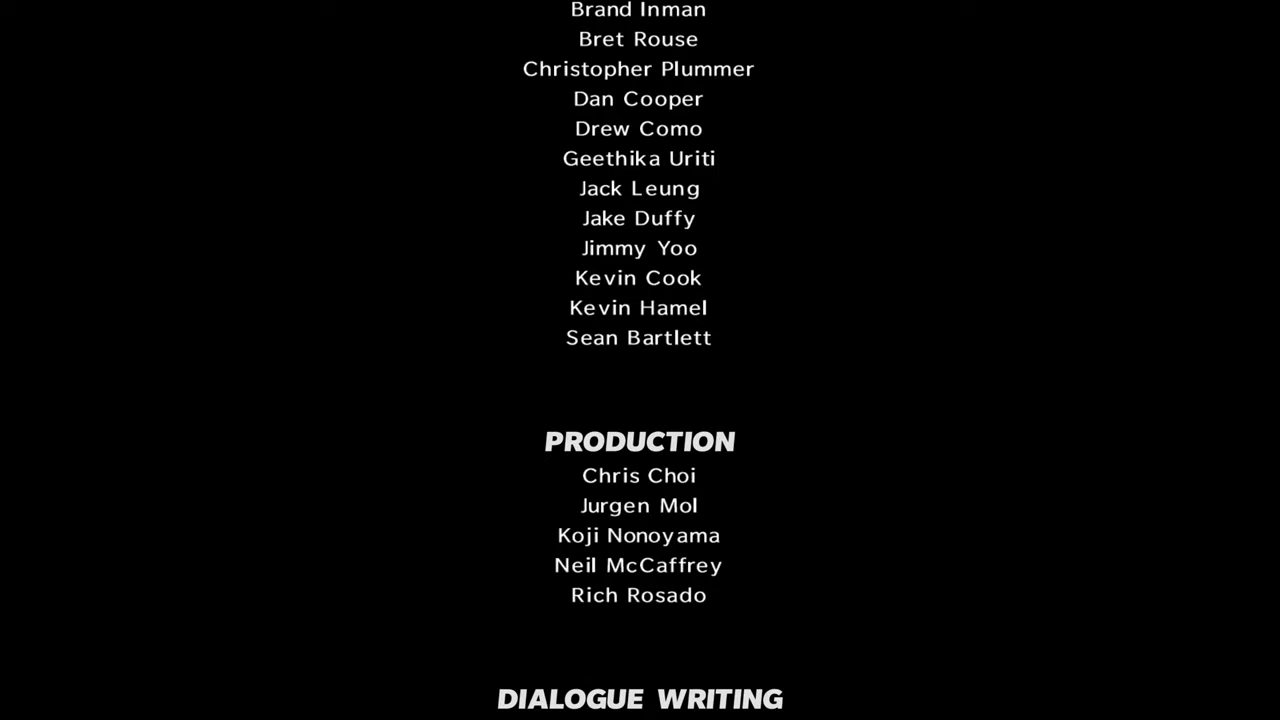 Brand Inman
Bret Rouse
Christopher Plummer
Dan Cooper
Drew Como
Geethika Uriti
Jack Leung
Jake Duffy
Jimmy Yoo
Kevin Cook
Kevin Hamel
Sean Bartlett
PRODUCTION
Chris Choi
Jurgen Mol
Koji Nonoyama
Neil McCaffrey
Rich Rosado
DIALOGUE WRITING